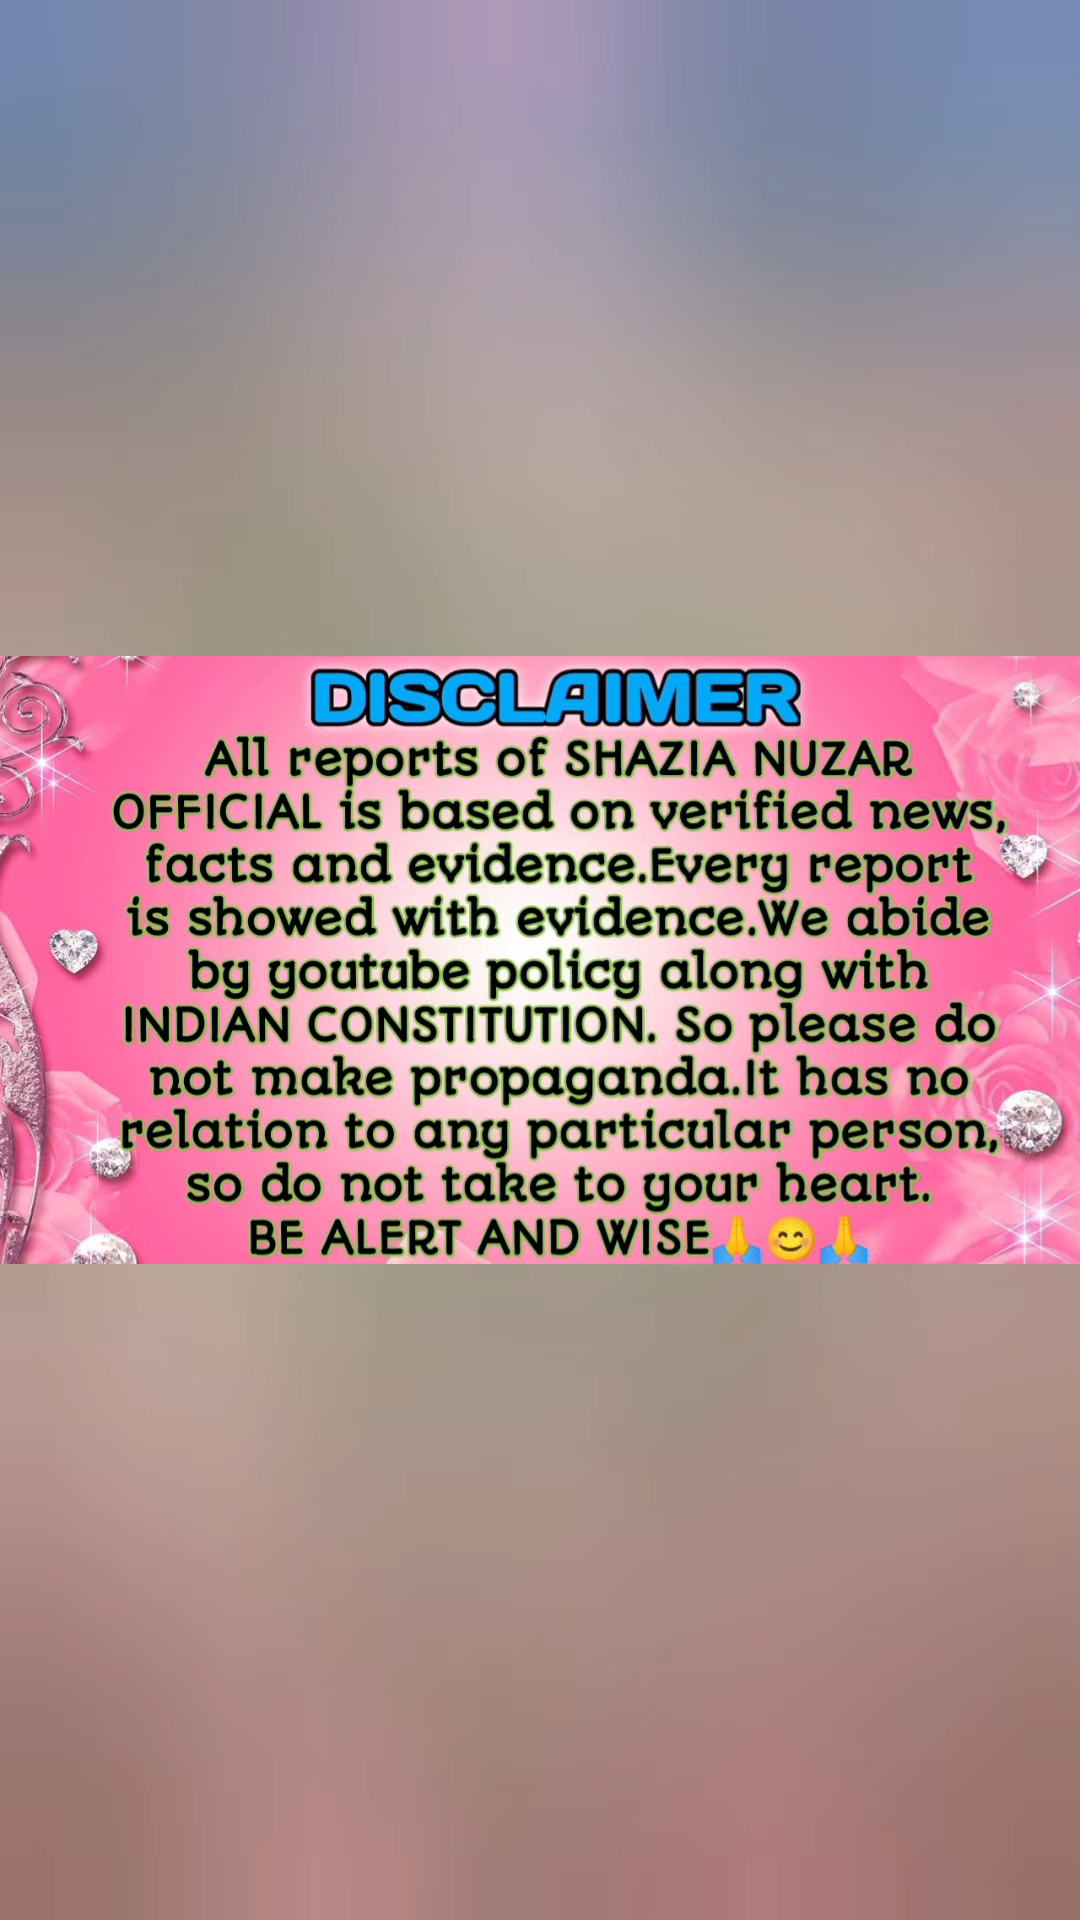 DISCLAIMER
All reports of SHAZIA NUZAR
OFFICIAL is based on verified news,
facts and evidence.Every report
is showed with evidence.We abide
by youtube policy along with
INDIAN CONSTITUTION. So please do
not make propaganda.It has no
relation to any particular person,
so do not take to your heart.
BE ALERT AND WISE🙏😊🙏